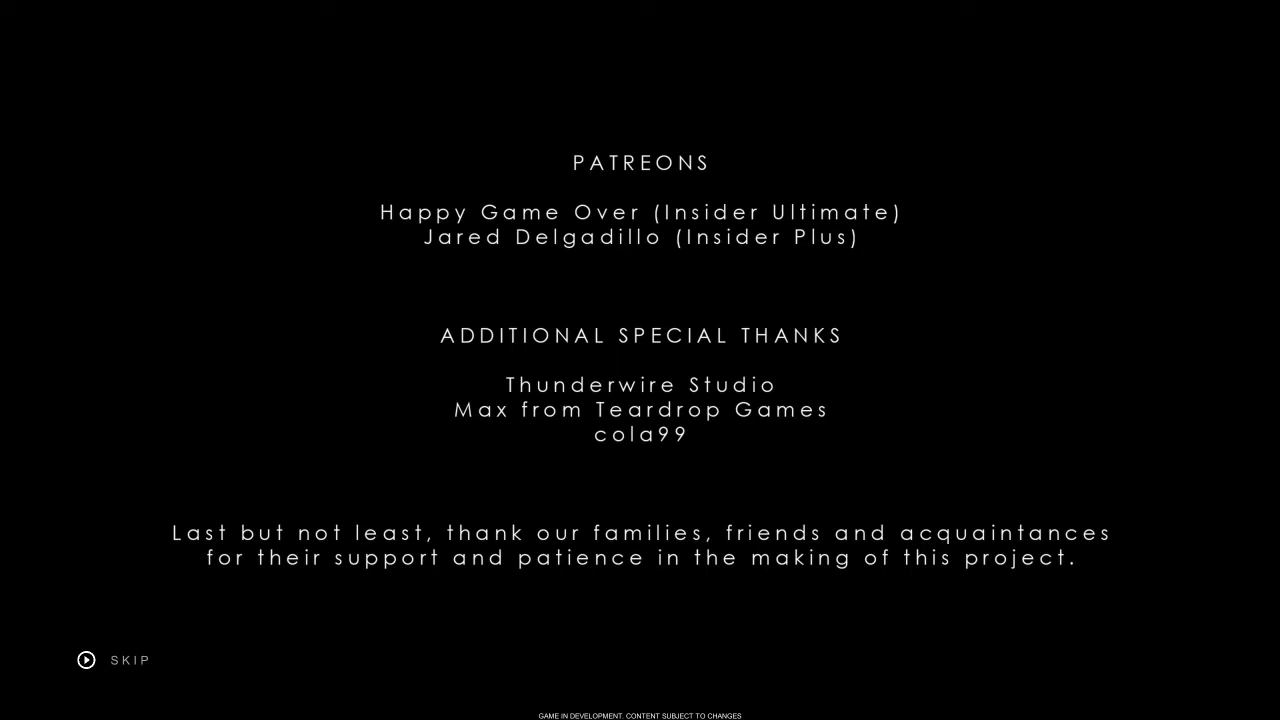 PATREONS
Happy Game Over (Insider Ultimate)
Jared Delgadillo (Insider Plus)
ADDITIONAL SPECIAL THANKS
Thunderwire Studio
Max from Teardrop Games
cola99
Last but not least, thank our families, friends and acquaintances
for their support and patience in the making of this project.
SKIP
GAME IN DEVELOPMENT. CONTENT SUBJECT TO CHANGES